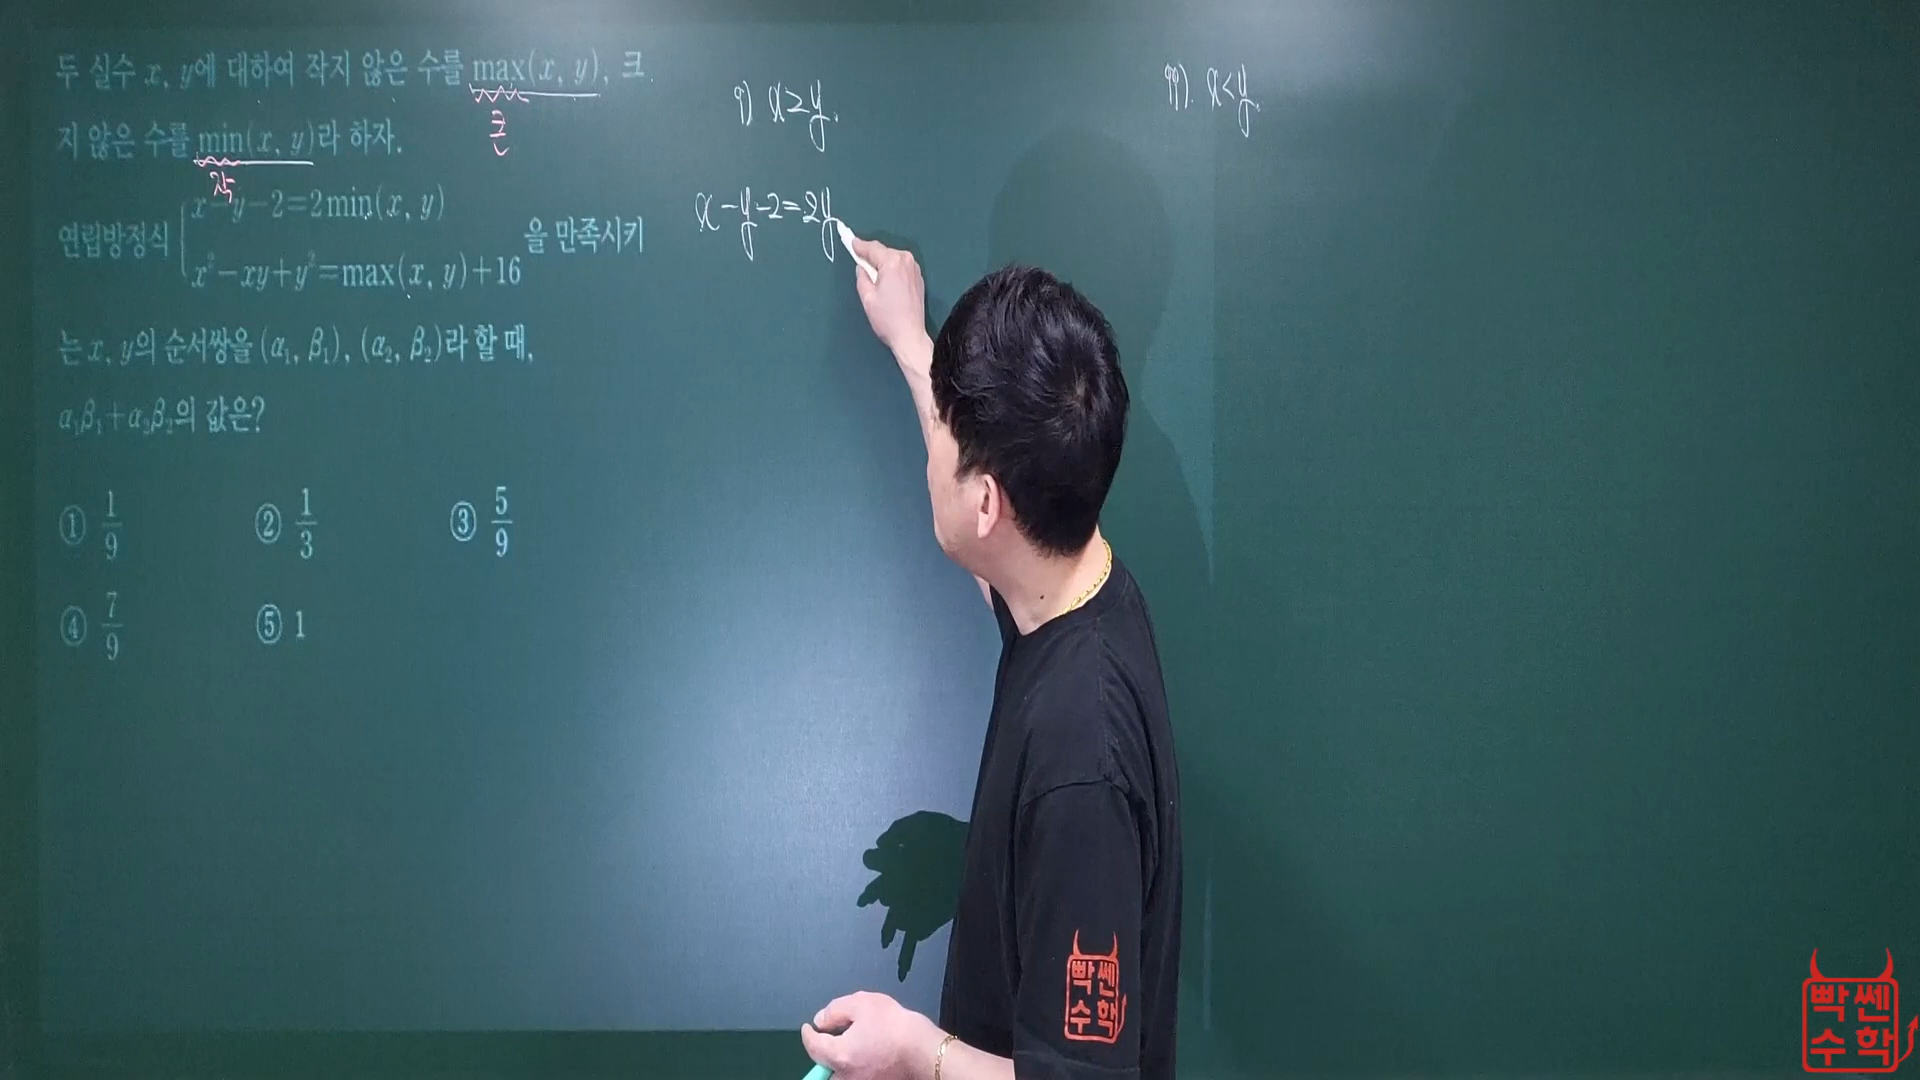 두 실수 x, y에 대하여 작지 않은 수를 max(x, y), 크
지 않은 수를 min(x, y)라 하자.
큰
작
연립방정식 { x-y-2=2min(x, y)
x²-xy+y²=max(x, y)+16 을 만족시키
는 x, y의 순서쌍을 (α₁, β₁), (α₂, β₂)라 할 때,
α₁β₁+α₂β₂의 값은?
① 1/9 ② 1/3 ③ 5/9
④ 7/9 ⑤ 1
i) x≥y.
x-y-2=2y
ii). x<y.
빡쎈
수학
빡쎈
수학